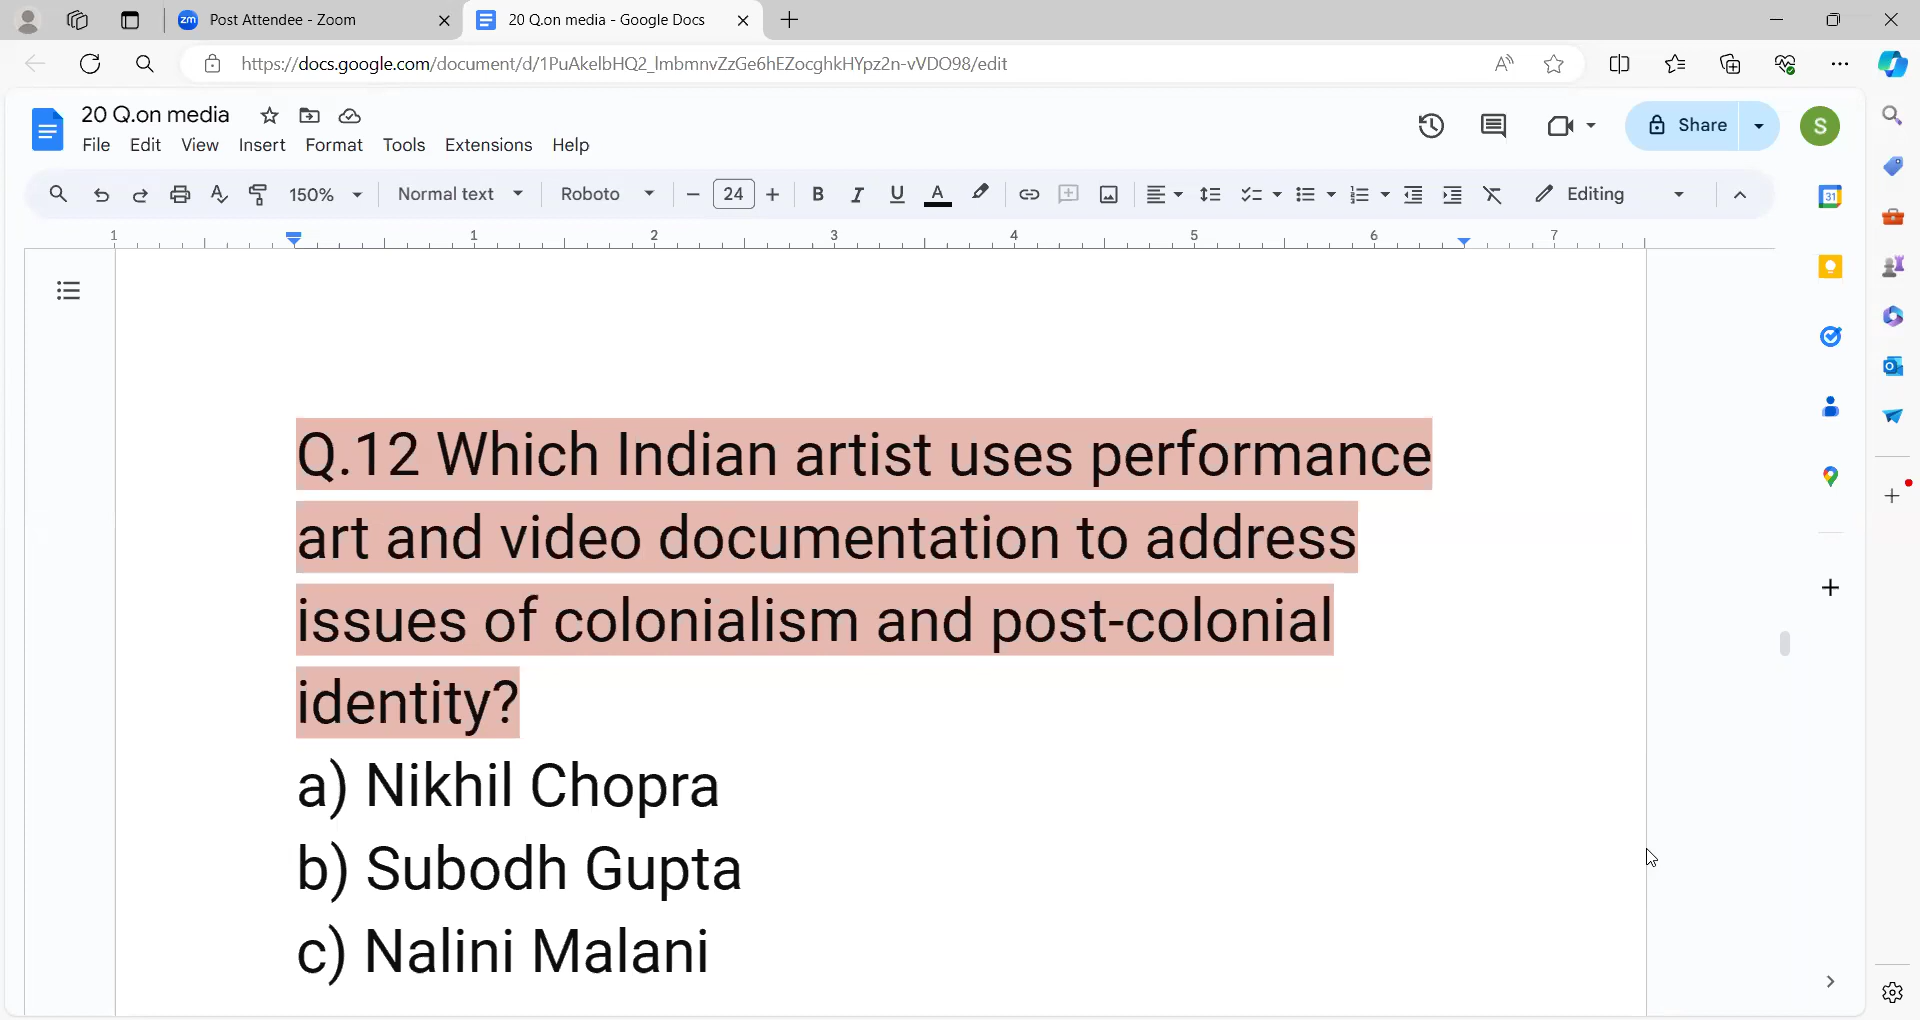 Post Attendee - Zoom
20 Q.on media - Google Docs
https://docs.google.com/document/d/1PuAkelbHQ2_lmbmnvZzGe6hEZocghkHYpz2n-vVDO98/edit
20 Q.on media
Share
S
File Edit View Insert Format Tools Extensions Help
150% Normal text Roboto 24 B I U A Editing
1 1 2 3 4 5 6 7
31
Q.12 Which Indian artist uses performance
art and video documentation to address
issues of colonialism and post-colonial
identity?
a) Nikhil Chopra
b) Subodh Gupta
c) Nalini Malani